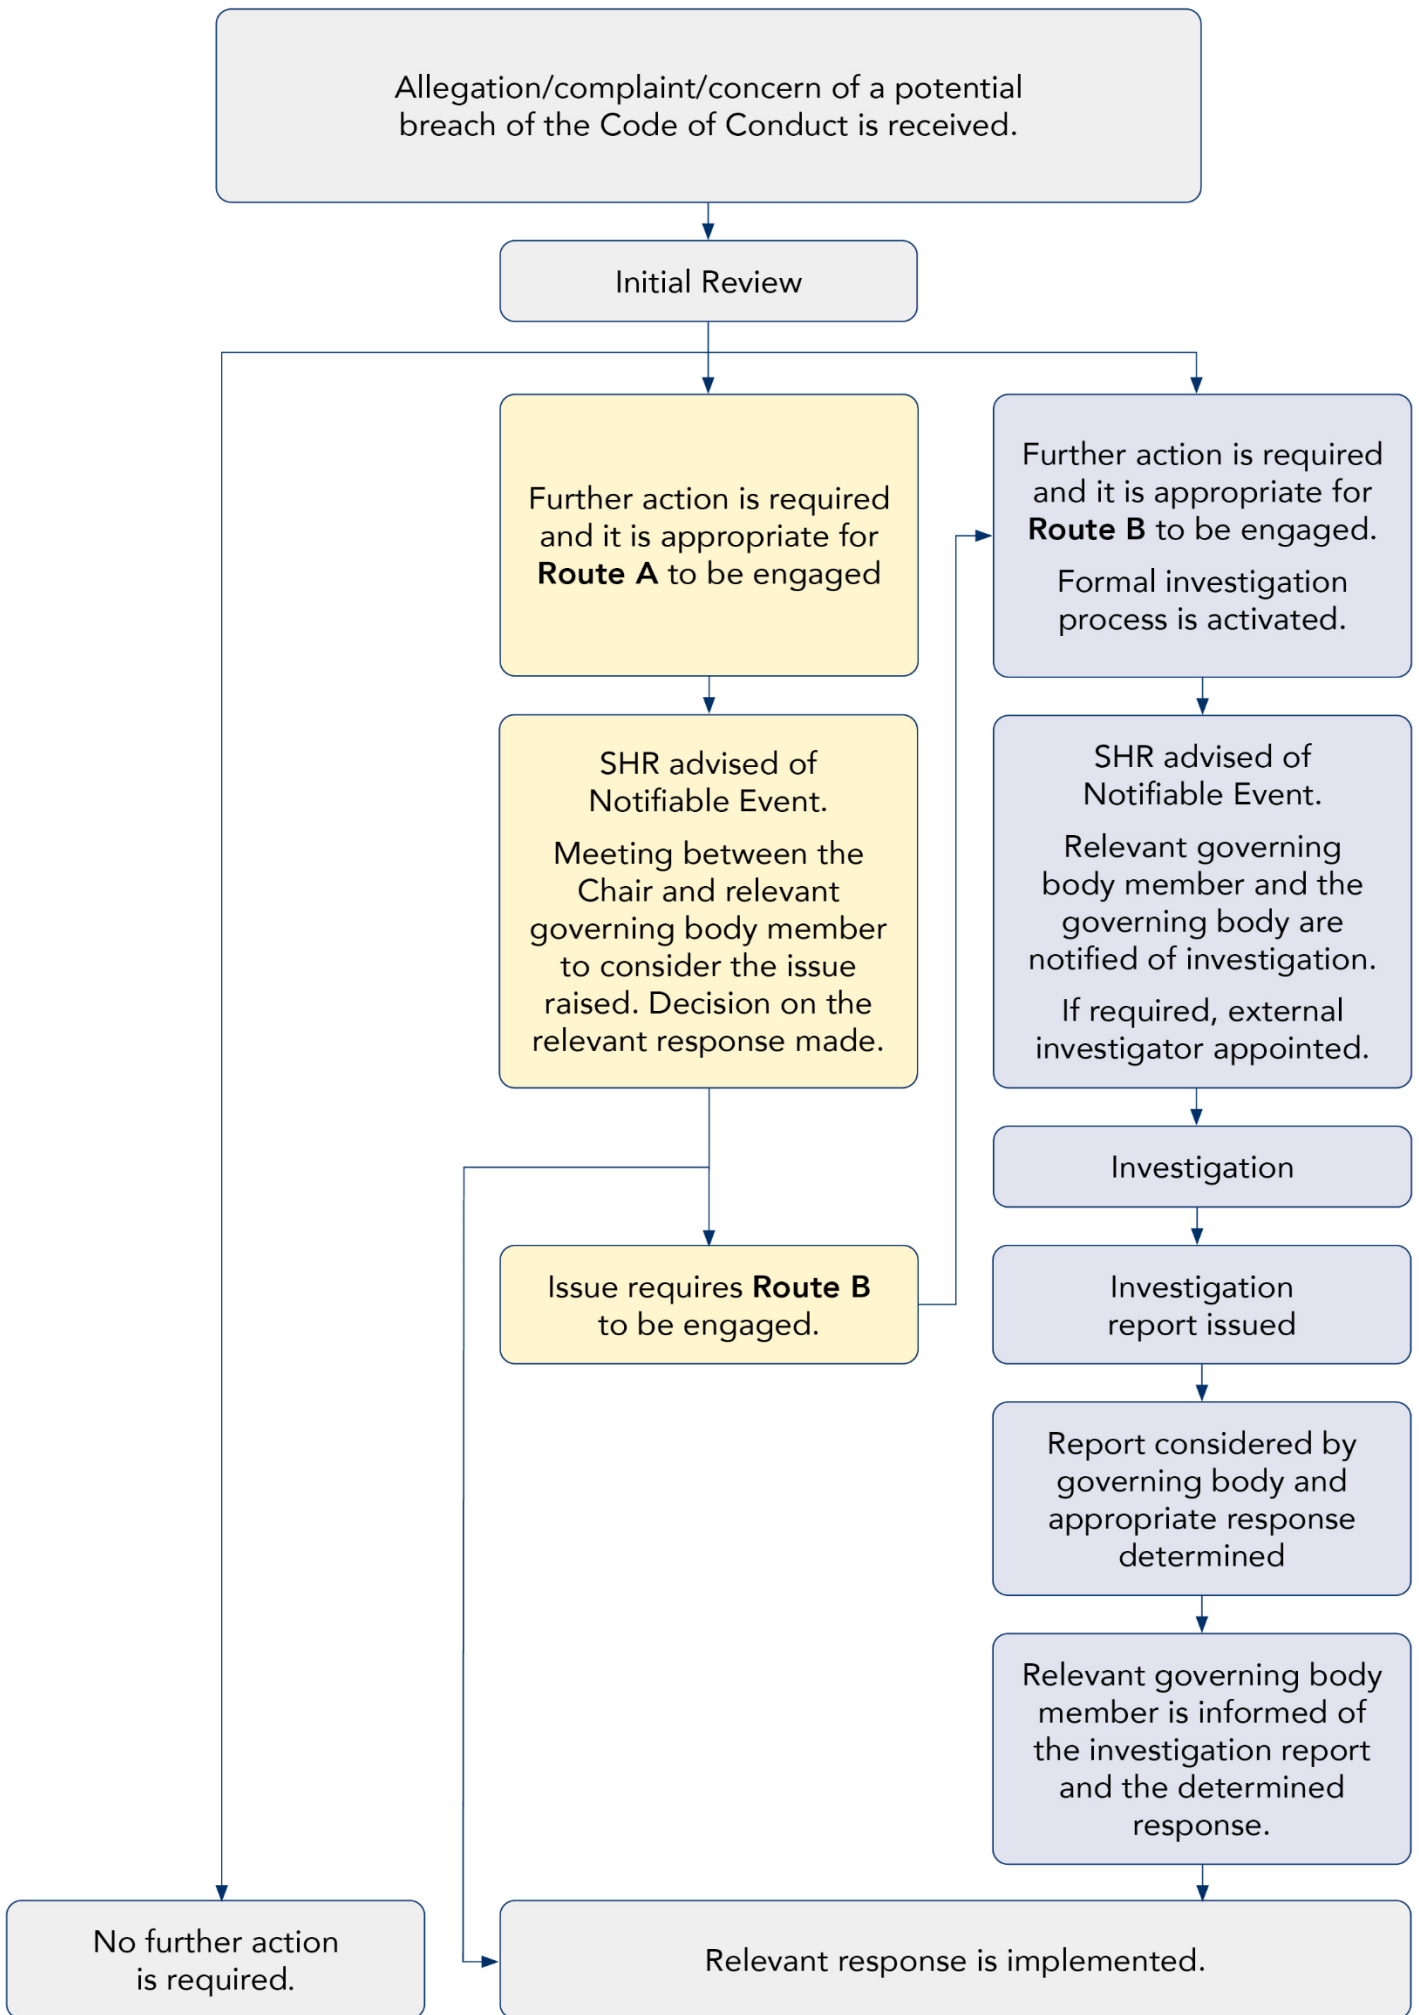 Allegation/complaint/concern of a potential
breach of the Code of Conduct is received.
Initial Review
Further action is required
and it is appropriate for
Route A to be engaged
Further action is required
and it is appropriate for
Route B to be engaged.
Formal investigation
process is activated.
SHR advised of
Notifiable Event.
Meeting between the
Chair and relevant
governing body member
to consider the issue
raised. Decision on the
relevant response made.
SHR advised of
Notifiable Event.
Relevant governing
body member and the
governing body are
notified of investigation.
If required, external
investigator appointed.
Investigation
Issue requires Route B
to be engaged.
Investigation
report issued
Report considered by
governing body and
appropriate response
determined
Relevant governing body
member is informed of
the investigation report
and the determined
response.
No further action
is required.
Relevant response is implemented.